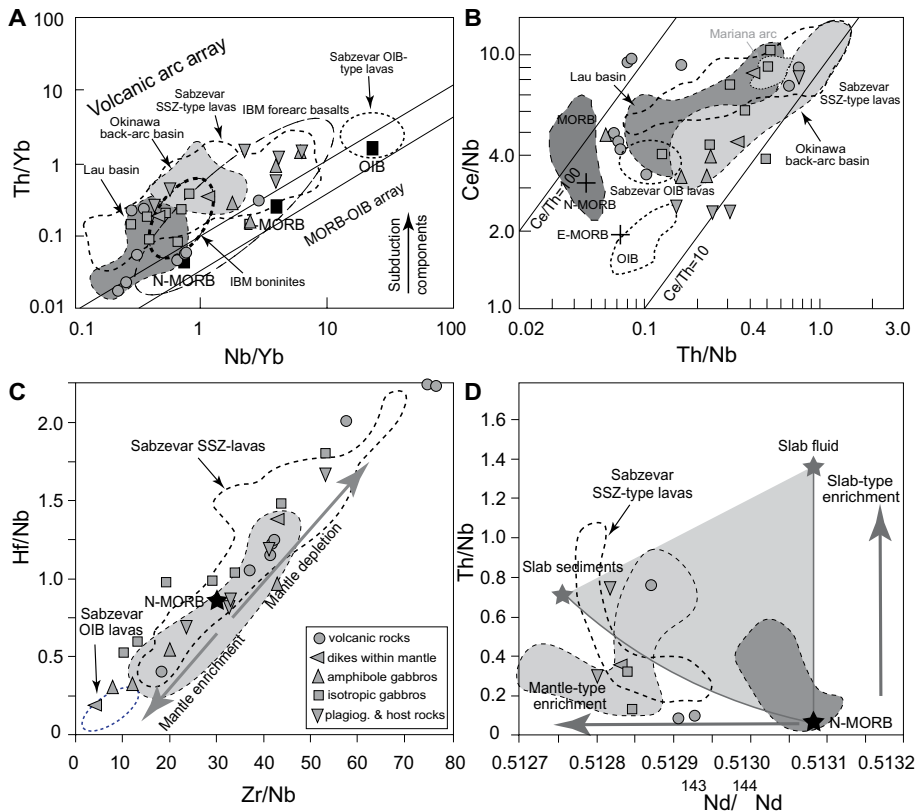 A
100
10
1
0.1
0.01
Th/Yb
Volcanic arc array
Sabzevar OIB-
type lavas
Sabzevar
SSZ-type lavas
IBM forearc basalts
Okinawa
back-arc basin
Lau basin
OIB
E-MORB
MORB-OIB array
N-MORB
IBM boninites
Subduction
components
0.1
1
10
100
Nb/Yb
B
10.0
4.0
2.0
1.0
Ce/Nb
Mariana arc
Lau basin
Sabzevar
SSZ-type lavas
MORB
Okinawa
back-arc basin
Sabzevar OIB lavas
N-MORB
Ce/Th=100
E-MORB
OIB
Ce/Th=10
0.02
0.1
0.4
1.0
3.0
Th/Nb
C
2.0
1.5
1.0
0.5
0.0
Hf/Nb
Sabzevar SSZ-lavas
Mantle depletion
N-MORB
Sabzevar
OIB lavas
Mantle enrichment
volcanic rocks
dikes within mantle
amphibole gabbros
isotropic gabbros
plagiog. & host rocks
0
10
20
30
40
50
60
70
80
Zr/Nb
D
1.6
1.4
1.2
1.0
0.8
0.6
0.4
0.2
0
Th/Nb
Slab fluid
Sabzevar
SSZ-type lavas
Slab-type
enrichment
Slab sediments
Mantle-type
enrichment
N-MORB
0.5127
0.5128
0.5129
0.5130
0.5131
0.5132
143Nd/144Nd